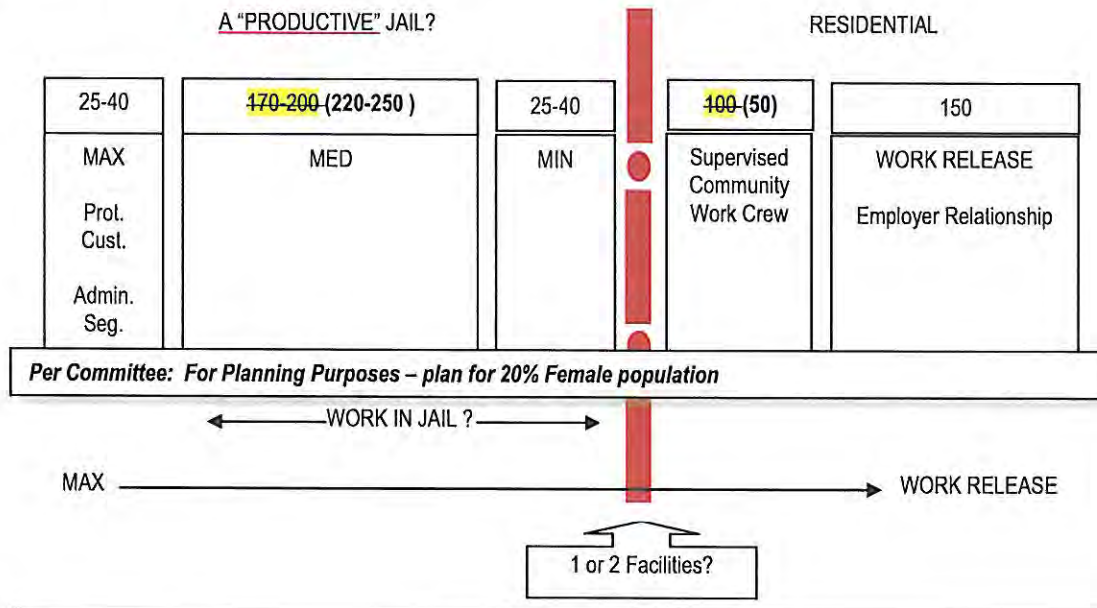 A “PRODUCTIVE” JAIL?
RESIDENTIAL
25-40
170-200 (220-250 )
25-40
100 (50)
150
MAX
Prot.
Cust.
Admin.
Seg.
MED
MIN
Supervised
Community
Work Crew
WORK RELEASE
Employer Relationship
Per Committee: For Planning Purposes – plan for 20% Female population
WORK IN JAIL ?
MAX
WORK RELEASE
1 or 2 Facilities?